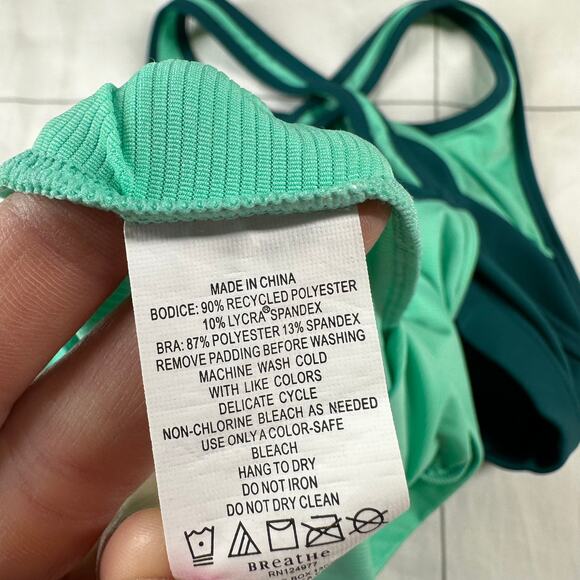 MADE IN CHINA
BODICE: 90% RECYCLED POLYESTER
10% LYCRA® SPANDEX
BRA: 87% POLYESTER 13% SPANDEX
REMOVE PADDING BEFORE WASHING
MACHINE WASH COLD
WITH LIKE COLORS
DELICATE CYCLE
NON-CHLORINE BLEACH AS NEEDED
USE ONLY A COLOR-SAFE
BLEACH
HANG TO DRY
DO NOT IRON
DO NOT DRY CLEAN
BReatHe
RN124977
BOX